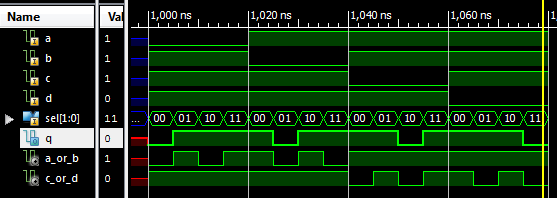 Name Val 1,000 ns 1,020 ns 1,040 ns 1,060 ns
a 1
b 1
c 1
d 0
sel[1:0] 11 ... 00 01 10 11 00 01 10 11 00 01 10 11 00 01 10 11
q 0
a_or_b 1
c_or_d 0